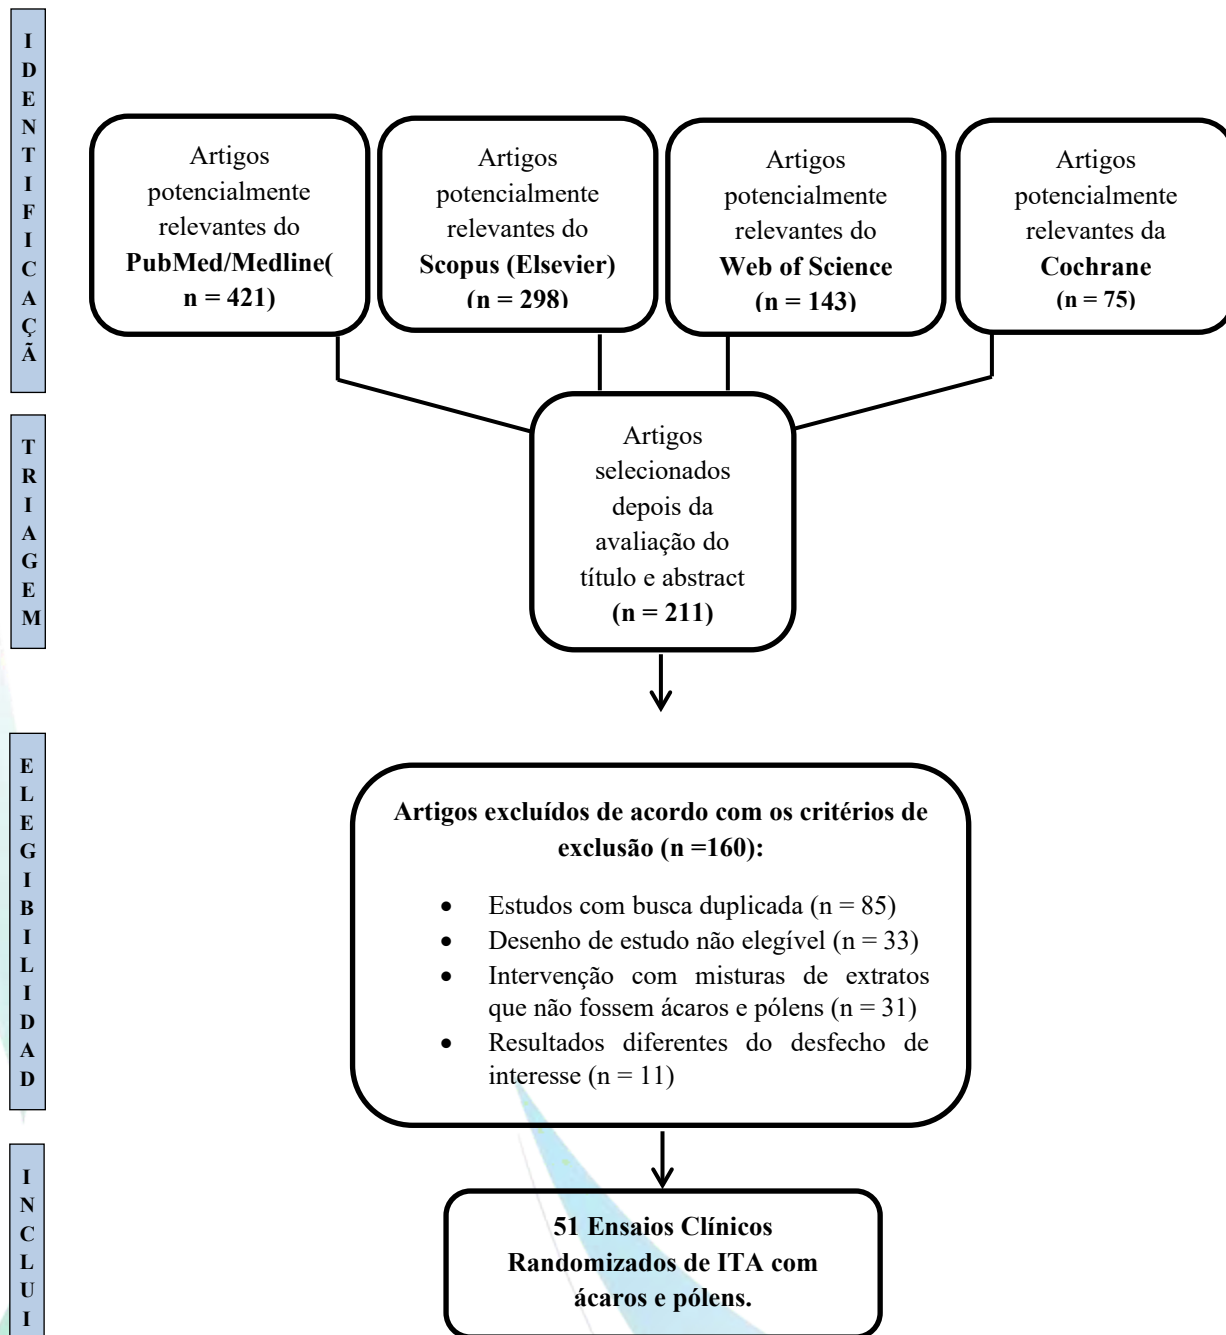 IDENTIFICAÇÃ
Artigos
potencialmente
relevantes do
PubMed/Medline(
n = 421)
Artigos
potencialmente
relevantes do
Scopus (Elsevier)
(n = 298)
Artigos
potencialmente
relevantes do
Web of Science
(n = 143)
Artigos
potencialmente
relevantes da
Cochrane
(n = 75)
TRIAGEM
Artigos
selecionados
depois da
avaliação do
título e abstract
(n = 211)
ELEGIBILIDAD
Artigos excluídos de acordo com os critérios de
exclusão (n =160):
• Estudos com busca duplicada (n = 85)
• Desenho de estudo não elegível (n = 33)
• Intervenção com misturas de extratos
que não fossem ácaros e pólens (n = 31)
• Resultados diferentes do desfecho de
interesse (n = 11)
INCLUI
51 Ensaios Clínicos
Randomizados de ITA com
ácaros e pólens.